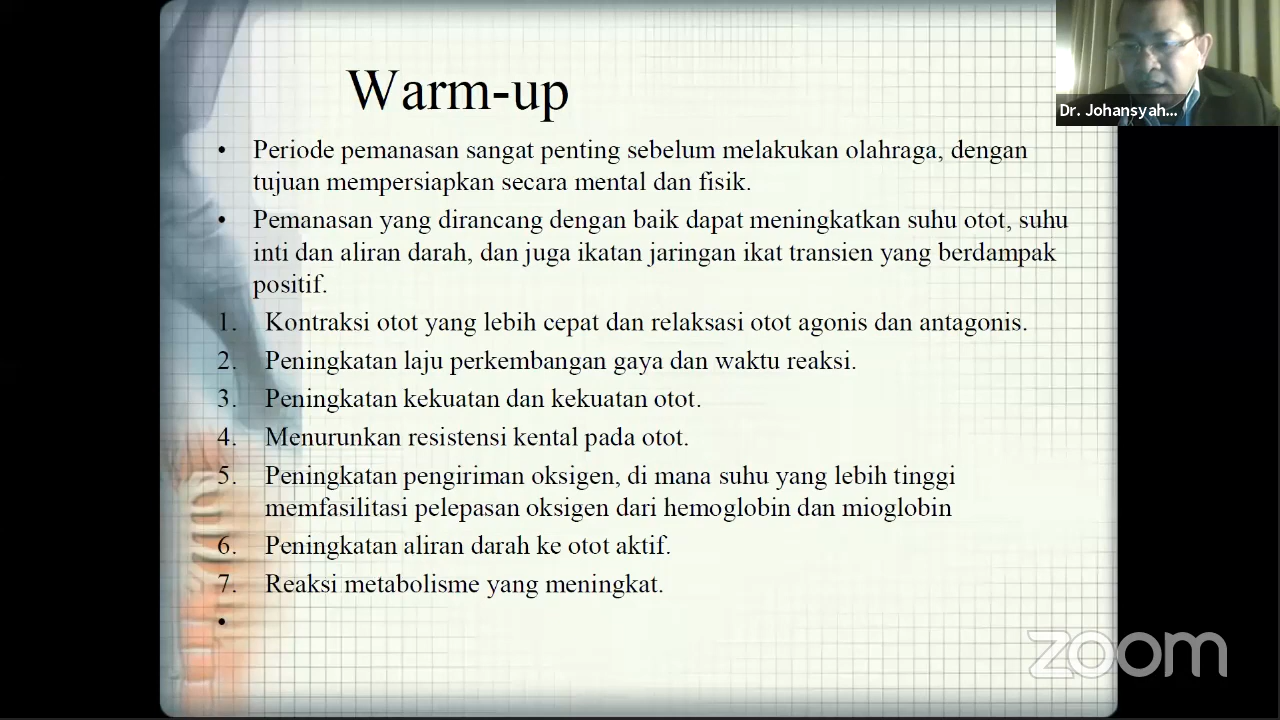 Warm-up
Dr. Johansyah...
• Periode pemanasan sangat penting sebelum melakukan olahraga, dengan
tujuan mempersiapkan secara mental dan fisik.
• Pemanasan yang dirancang dengan baik dapat meningkatkan suhu otot, suhu
inti dan aliran darah, dan juga ikatan jaringan ikat transien yang berdampak
positif.
1. Kontraksi otot yang lebih cepat dan relaksasi otot agonis dan antagonis.
2. Peningkatan laju perkembangan gaya dan waktu reaksi.
3. Peningkatan kekuatan dan kekuatan otot.
4. Menurunkan resistensi kental pada otot.
5. Peningkatan pengiriman oksigen, di mana suhu yang lebih tinggi
memfasilitasi pelepasan oksigen dari hemoglobin dan mioglobin
6. Peningkatan aliran darah ke otot aktif.
7. Reaksi metabolisme yang meningkat.
•
zoom